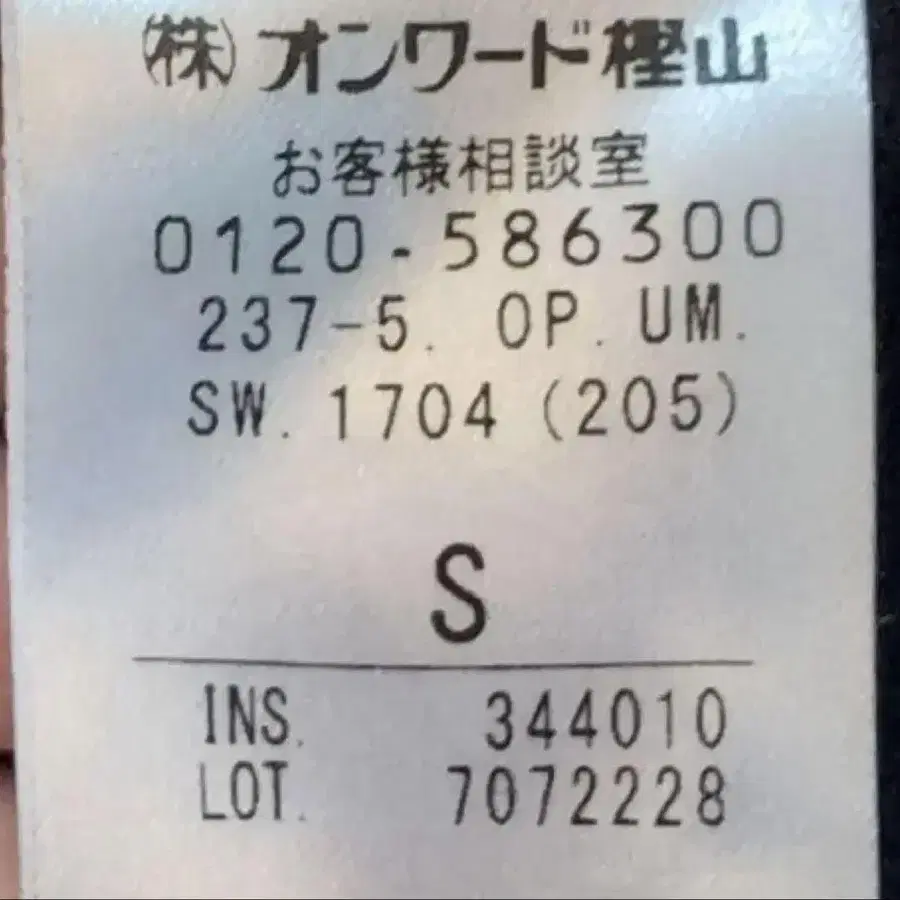 ㈱オンワード樫山
お客様相談室
0120-586300
237-5. OP. UM.
SW. 1704 (205)
S
INS. 344010
LOT. 7072228